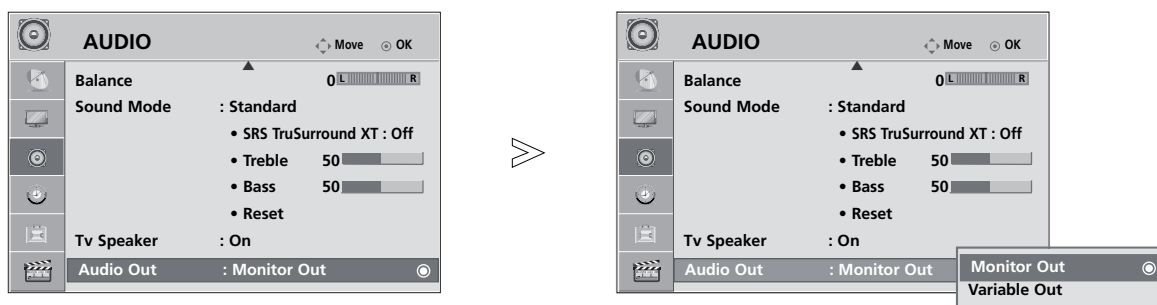 AUDIO Move OK
Balance 0 L R
Sound Mode : Standard
• SRS TruSurround XT : Off
• Treble 50
• Bass 50
• Reset
Tv Speaker : On
Audio Out : Monitor Out
AUDIO Move OK
Balance 0 L R
Sound Mode : Standard
• SRS TruSurround XT : Off
• Treble 50
• Bass 50
• Reset
Tv Speaker : On
Audio Out : Monitor Out
Monitor Out
Variable Out